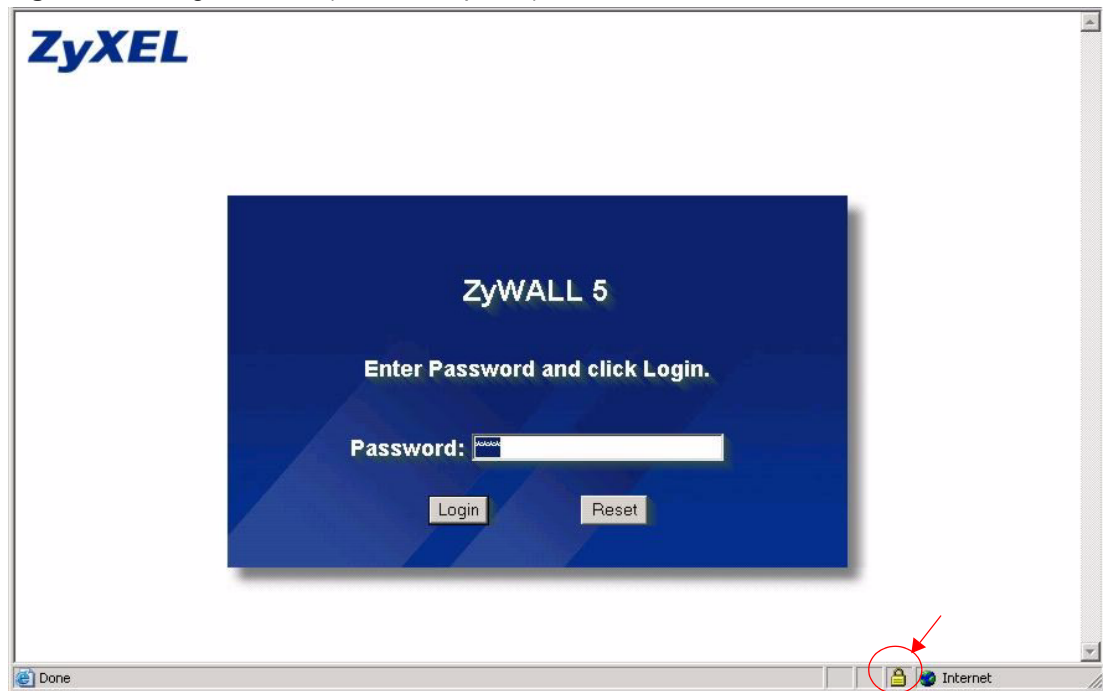 ZyXEL
ZyWALL 5
Enter Password and click Login.
Password: ****
Login Reset
Done Internet